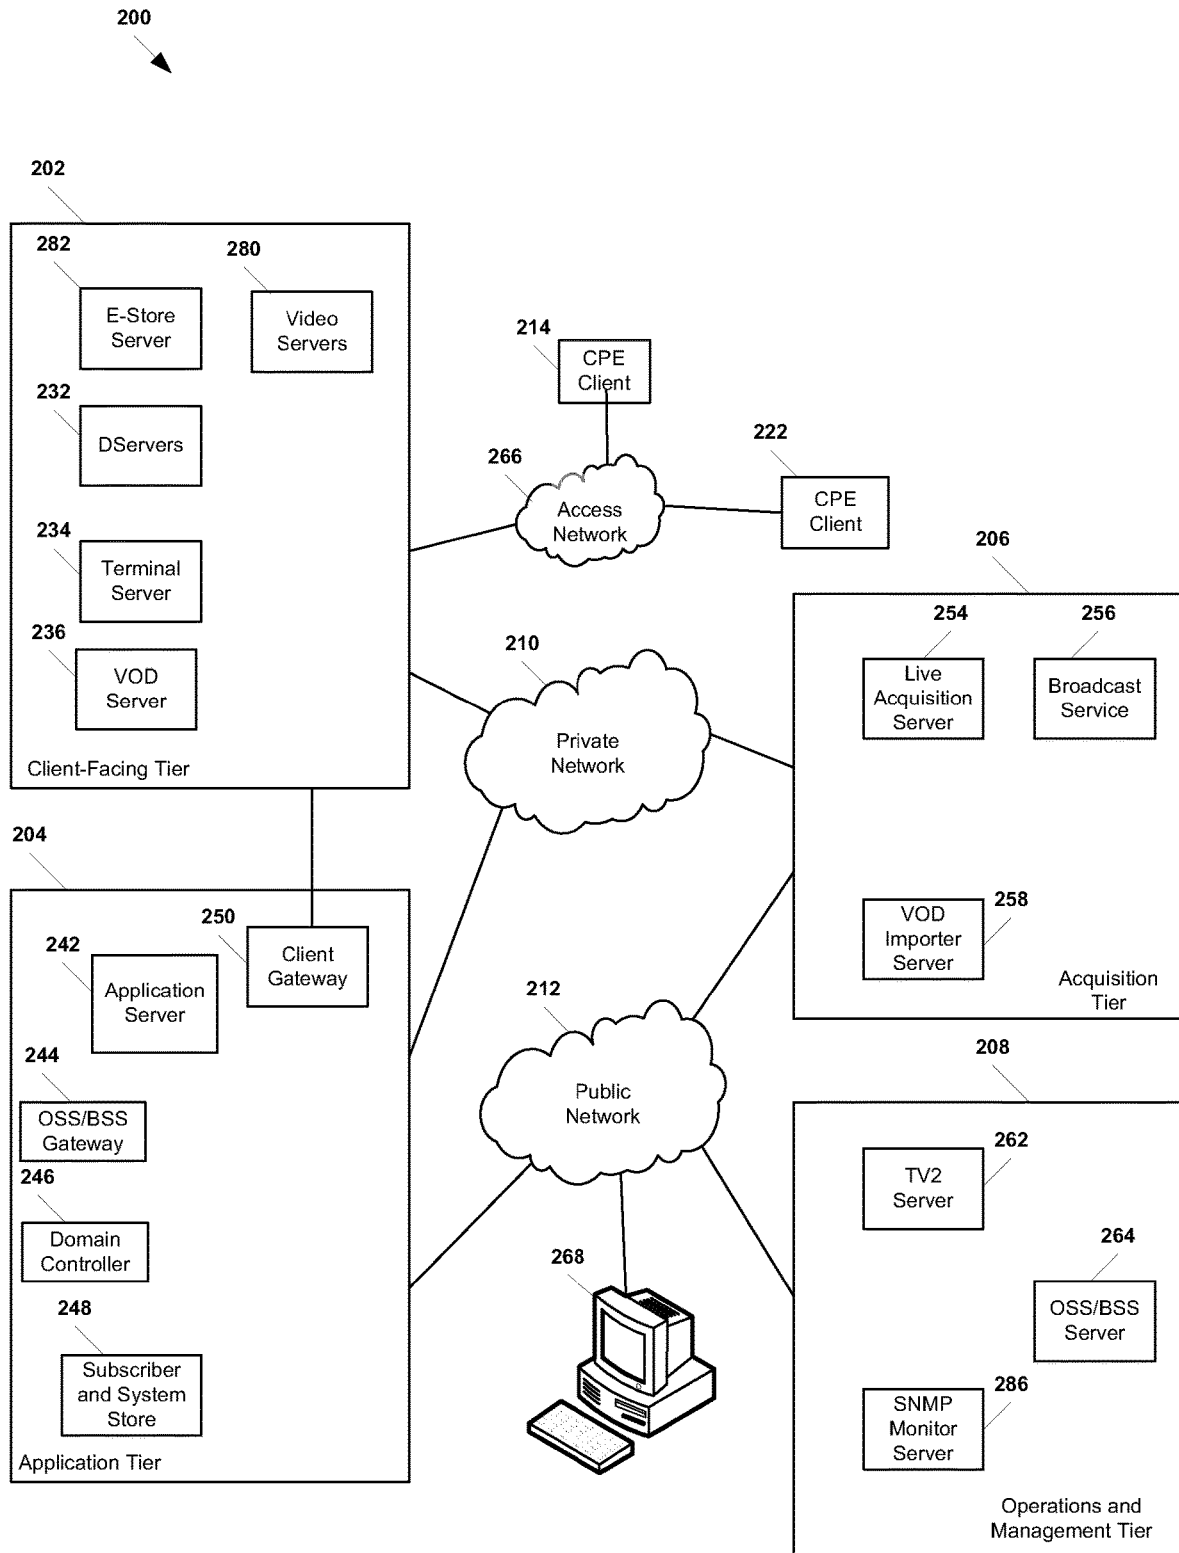 200
202
282
280
E-Store
Server
Video
Servers
232
DServers
234
Terminal
Server
236
VOD
Server
Client-Facing Tier
214
CPE
Client
266
Access
Network
222
CPE
Client
206
254
256
Live
Acquisition
Server
Broadcast
Service
210
Private
Network
258
VOD
Importer
Server
Acquisition
Tier
204
250
Client
Gateway
242
Application
Server
244
OSS/BSS
Gateway
246
Domain
Controller
248
Subscriber
and System
Store
Application Tier
212
Public
Network
268
208
262
TV2
Server
264
OSS/BSS
Server
286
SNMP
Monitor
Server
Operations and
Management Tier